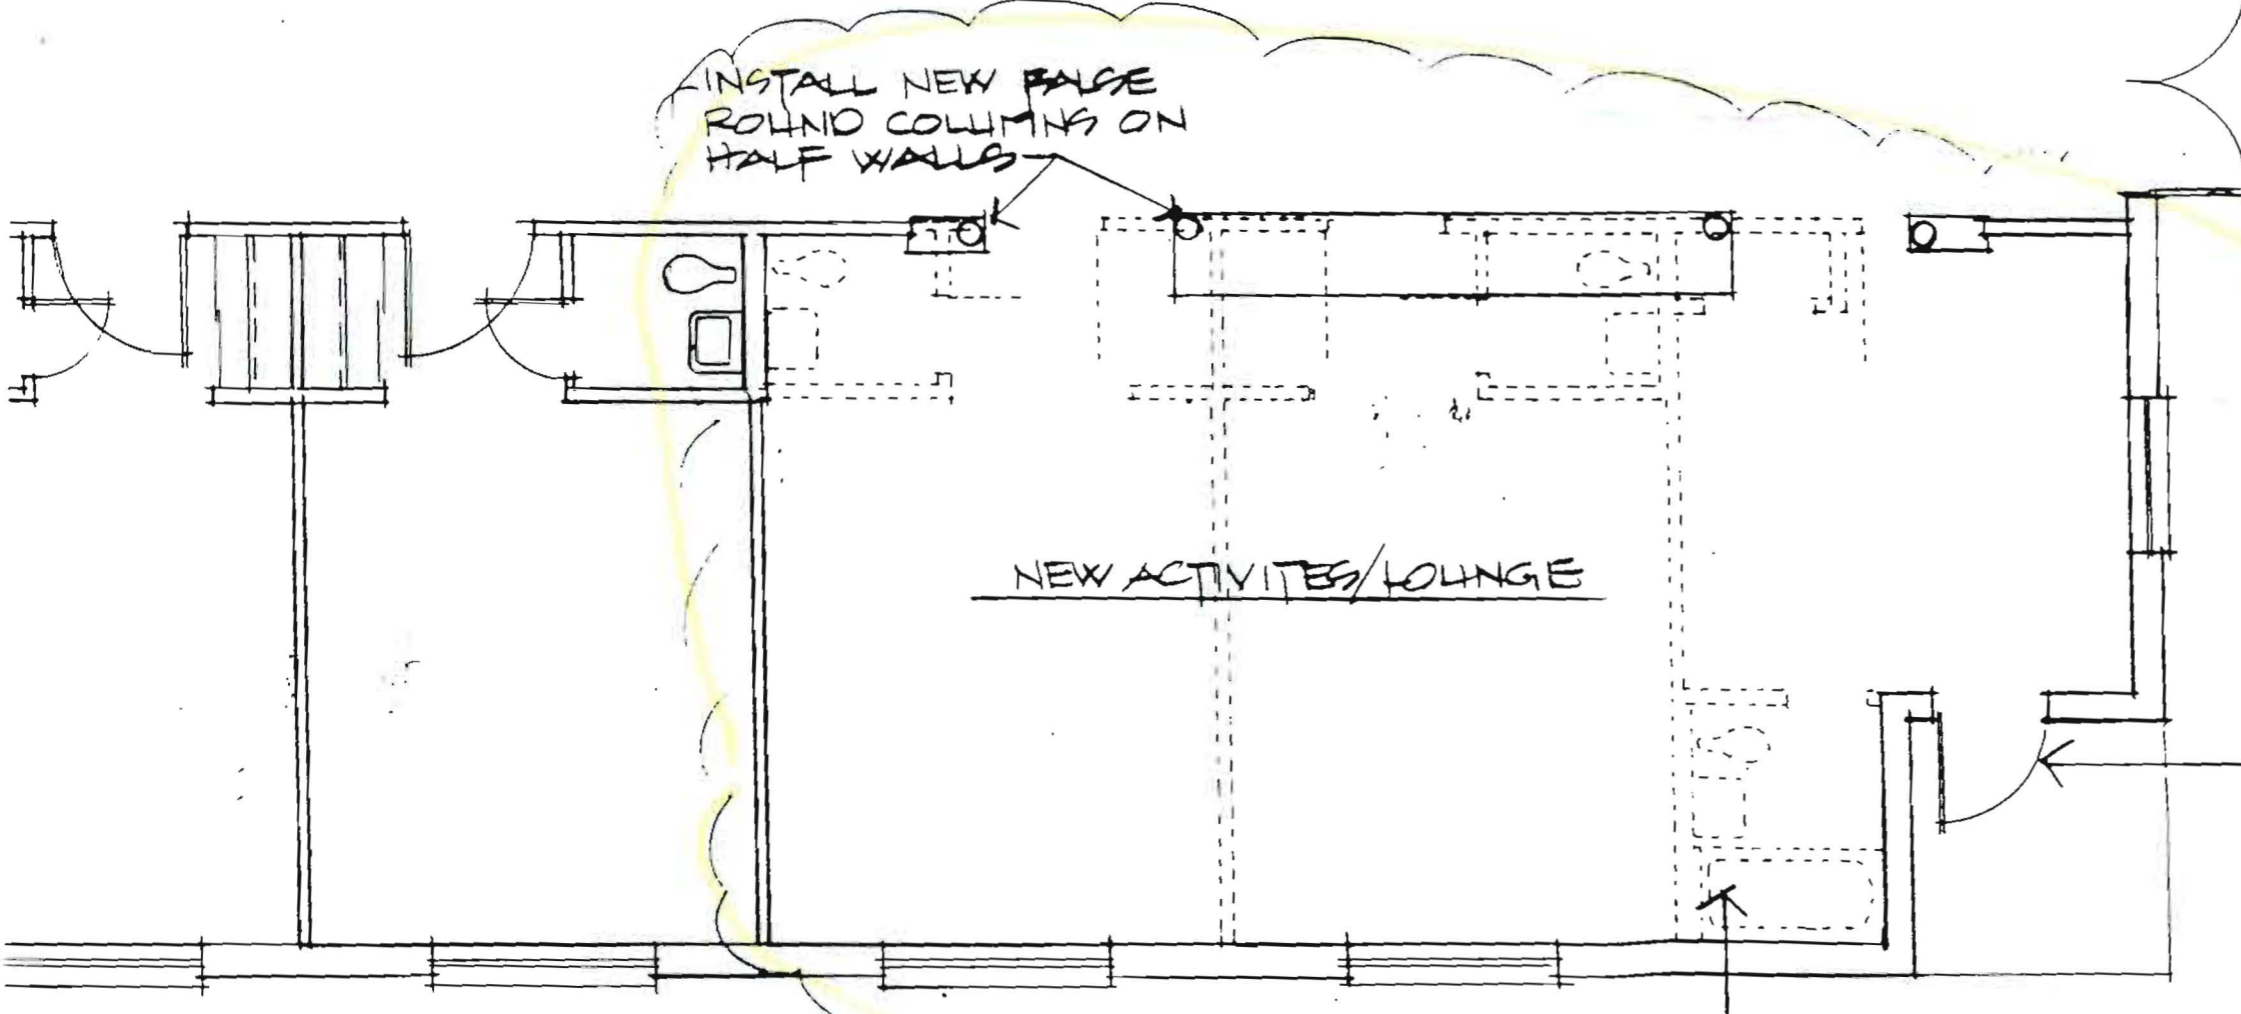 INSTALL NEW FALSE
ROUND COLUMNS ON
HALF WALLS
NEW ACTIVITES/LOUNGE